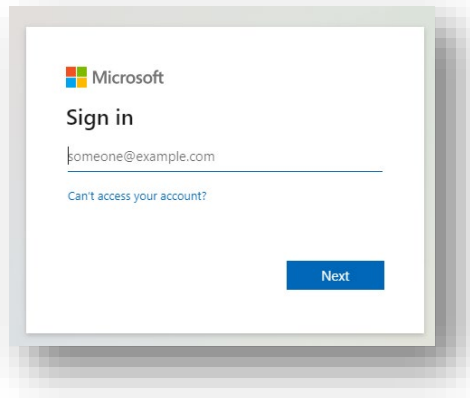 Microsoft
Sign in
someone@example.com
Can't access your account?
Next